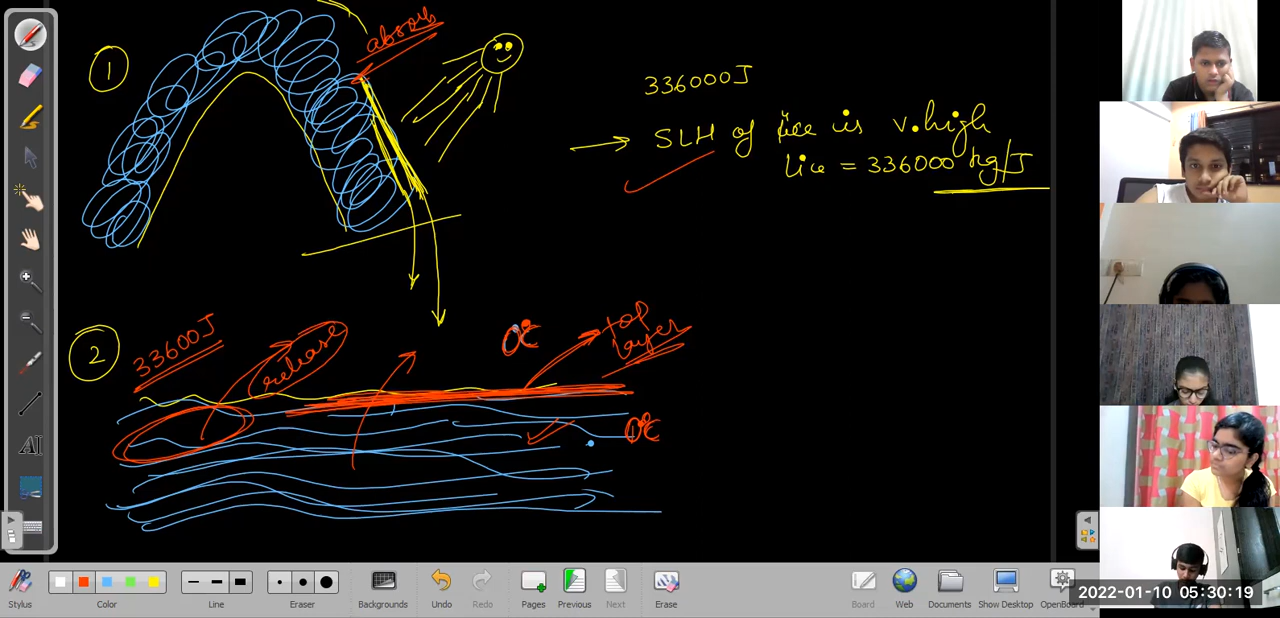 1
absorb
336000J
→ SLH of ice is v.high
Lice = 336000 kg/J
2
33600J
release
0°C
top
layer
0°C
Stylus
Color
Line
Eraser
Backgrounds
Undo
Redo
Pages
Previous
Next
Erase
Board
Web
Documents
Show Desktop
OpenBoard
2022-01-10 05:30:19